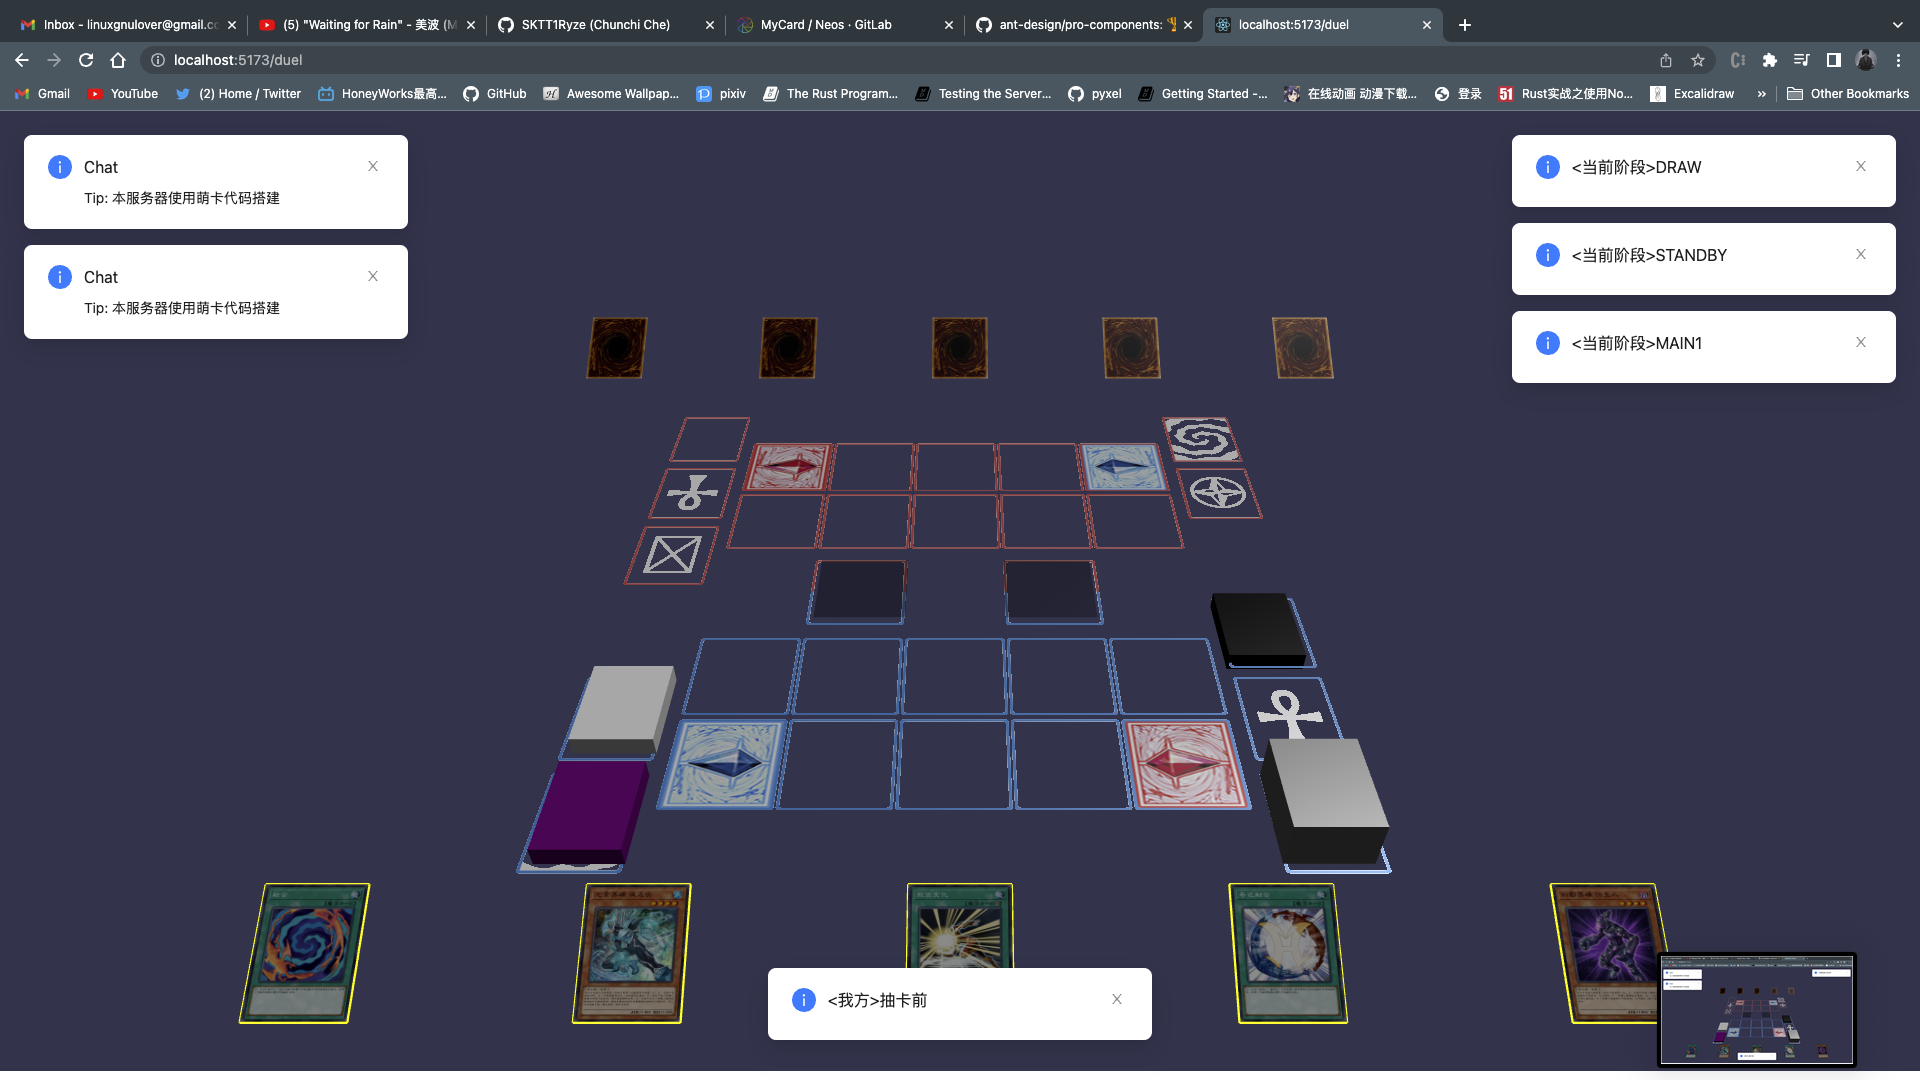 Inbox - linuxgnulover@gmail.co
(5) "Waiting for Rain" - 美波 (M
SKTT1Ryze (Chunchi Che)
MyCard / Neos · GitLab
ant-design/pro-components: 🏆
localhost:5173/duel
localhost:5173/duel
Gmail
YouTube
(2) Home / Twitter
HoneyWorks最高...
GitHub
Awesome Wallpap...
pixiv
The Rust Program...
Testing the Server...
pyxel
Getting Started -...
在线动画 动漫下载...
登录
51
Rust实战之使用No...
Excalidraw
»
Other Bookmarks
Chat
Tip: 本服务器使用萌卡代码搭建
Chat
Tip: 本服务器使用萌卡代码搭建
<当前阶段>DRAW
<当前阶段>STANDBY
<当前阶段>MAIN1
<我方>抽卡前